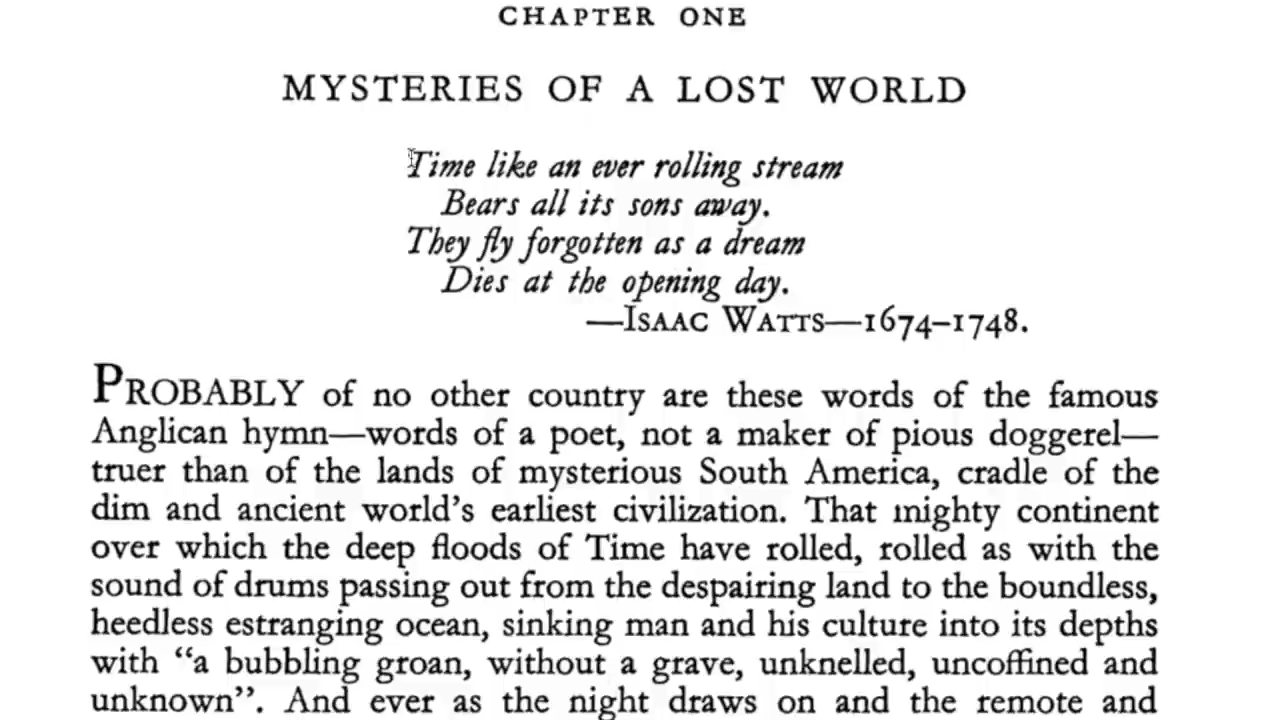 CHAPTER ONE
MYSTERIES OF A LOST WORLD
Time like an ever rolling stream
Bears all its sons away.
They fly forgotten as a dream
Dies at the opening day.
—ISAAC WATTS—1674–1748.
PROBABLY of no other country are these words of the famous
Anglican hymn—words of a poet, not a maker of pious doggerel—
truer than of the lands of mysterious South America, cradle of the
dim and ancient world's earliest civilization. That mighty continent
over which the deep floods of Time have rolled, rolled as with the
sound of drums passing out from the despairing land to the boundless,
heedless estranging ocean, sinking man and his culture into its depths
with “a bubbling groan, without a grave, unknelled, uncoffined and
unknown”. And ever as the night draws on and the remote and